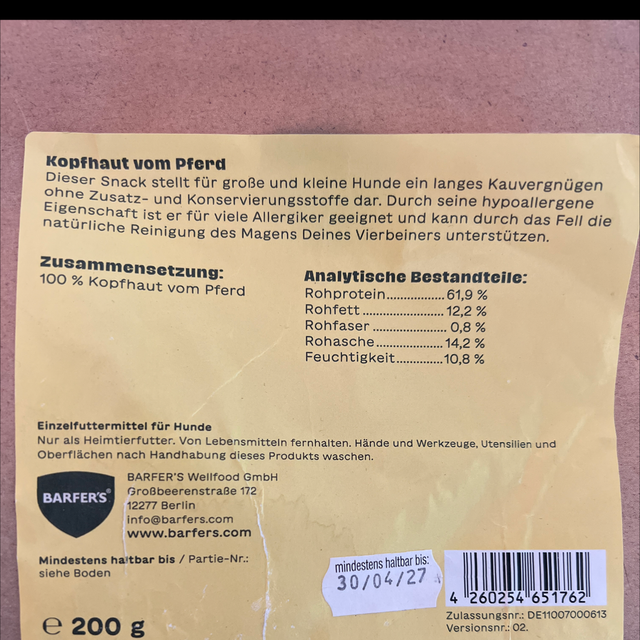 Kopfhaut vom Pferd
Dieser Snack stellt für große und kleine Hunde ein langes Kauvergnügen
ohne Zusatz- und Konservierungsstoffe dar. Durch seine hypoallergene
Eigenschaft ist er für viele Allergiker geeignet und kann durch das Fell die
natürliche Reinigung des Magens Deines Vierbeiners unterstützen.
Zusammensetzung:
100 % Kopfhaut vom Pferd
Analytische Bestandteile:
Rohprotein.................61,9 %
Rohfett........................12,2 %
Rohfaser ......................0,8 %
Rohasche....................14,2 %
Feuchtigkeit..............10,8 %
Einzelfuttermittel für Hunde
Nur als Heimtierfutter. Von Lebensmitteln fernhalten. Hände und Werkzeuge, Utensilien und
Oberflächen nach Handhabung dieses Produkts waschen.
BARFER'S®
BARFER'S Wellfood GmbH
Großbeerenstraße 172
12277 Berlin
info@barfers.com
www.barfers.com
Mindestens haltbar bis / Partie-Nr.:
siehe Boden
mindestens haltbar bis:
30/04/27
4 260254 651762
Zulassungsnr.: DE11007000613
Versionsnr.: 02.
℮ 200 g